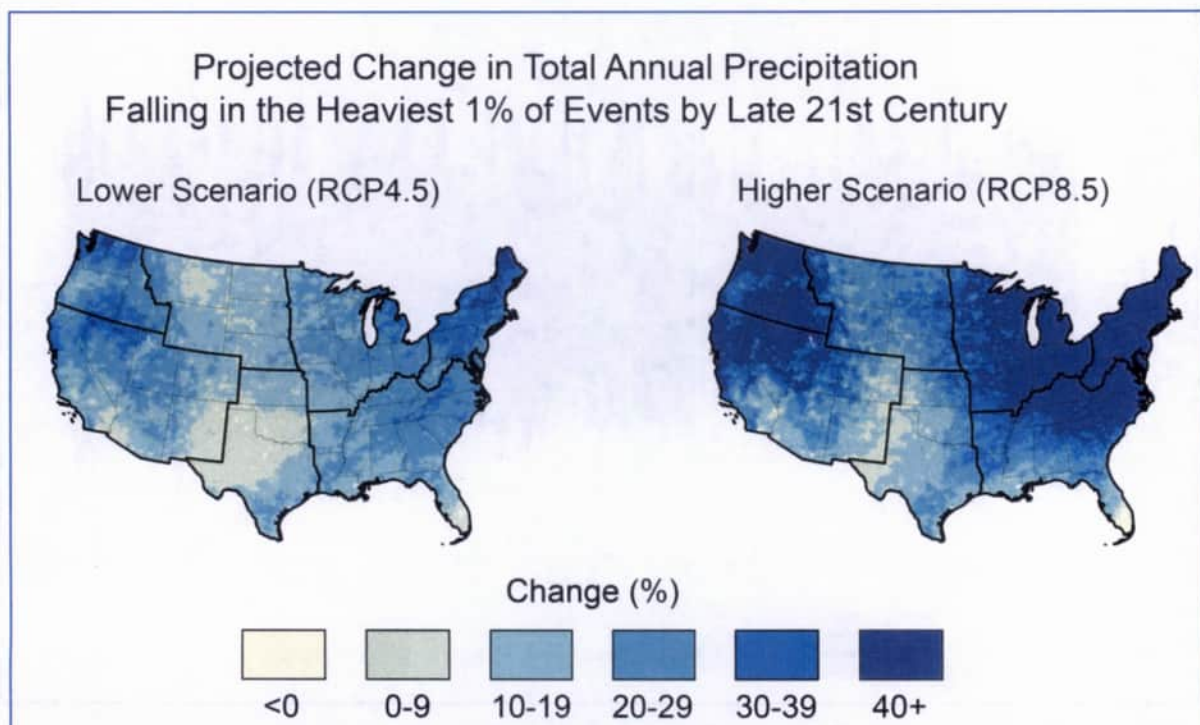 Projected Change in Total Annual Precipitation
Falling in the Heaviest 1% of Events by Late 21st Century
Lower Scenario (RCP4.5)
Higher Scenario (RCP8.5)
Change (%)
<0
0-9
10-19
20-29
30-39
40+